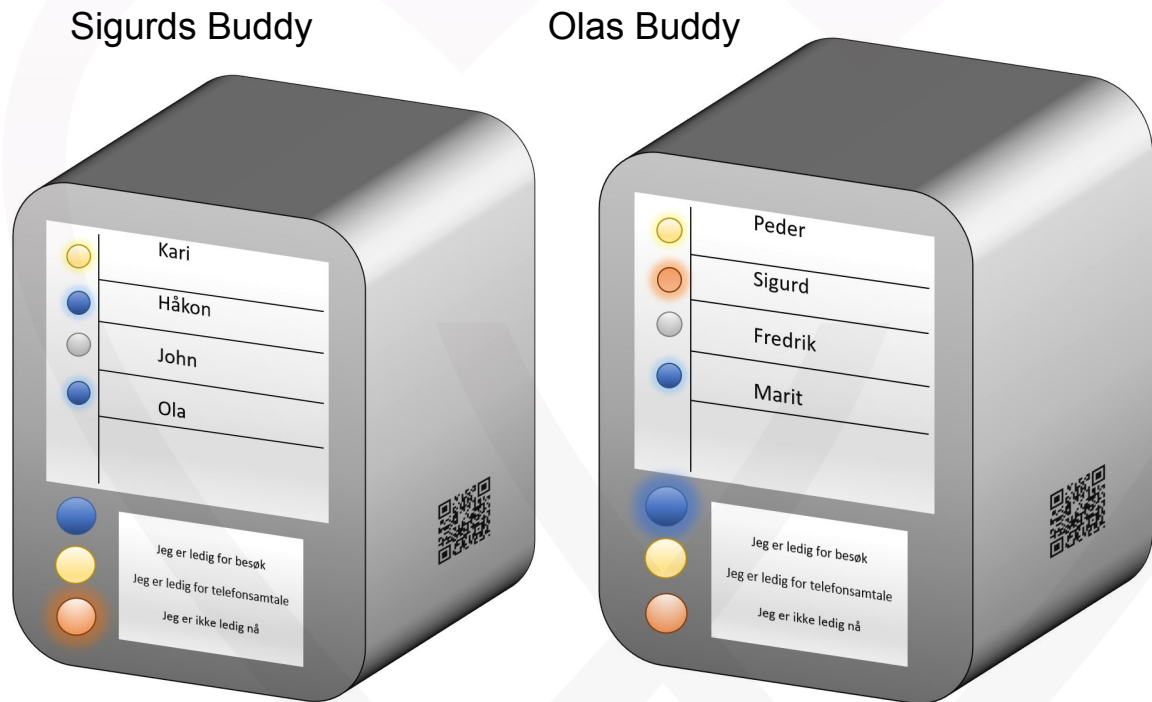 Sigurds Buddy
Kari
Håkon
John
Ola
Jeg er ledig for besøk
Jeg er ledig for telefonsamtale
Jeg er ikke ledig nå
Olas Buddy
Peder
Sigurd
Fredrik
Marit
Jeg er ledig for besøk
Jeg er ledig for telefonsamtale
Jeg er ikke ledig nå